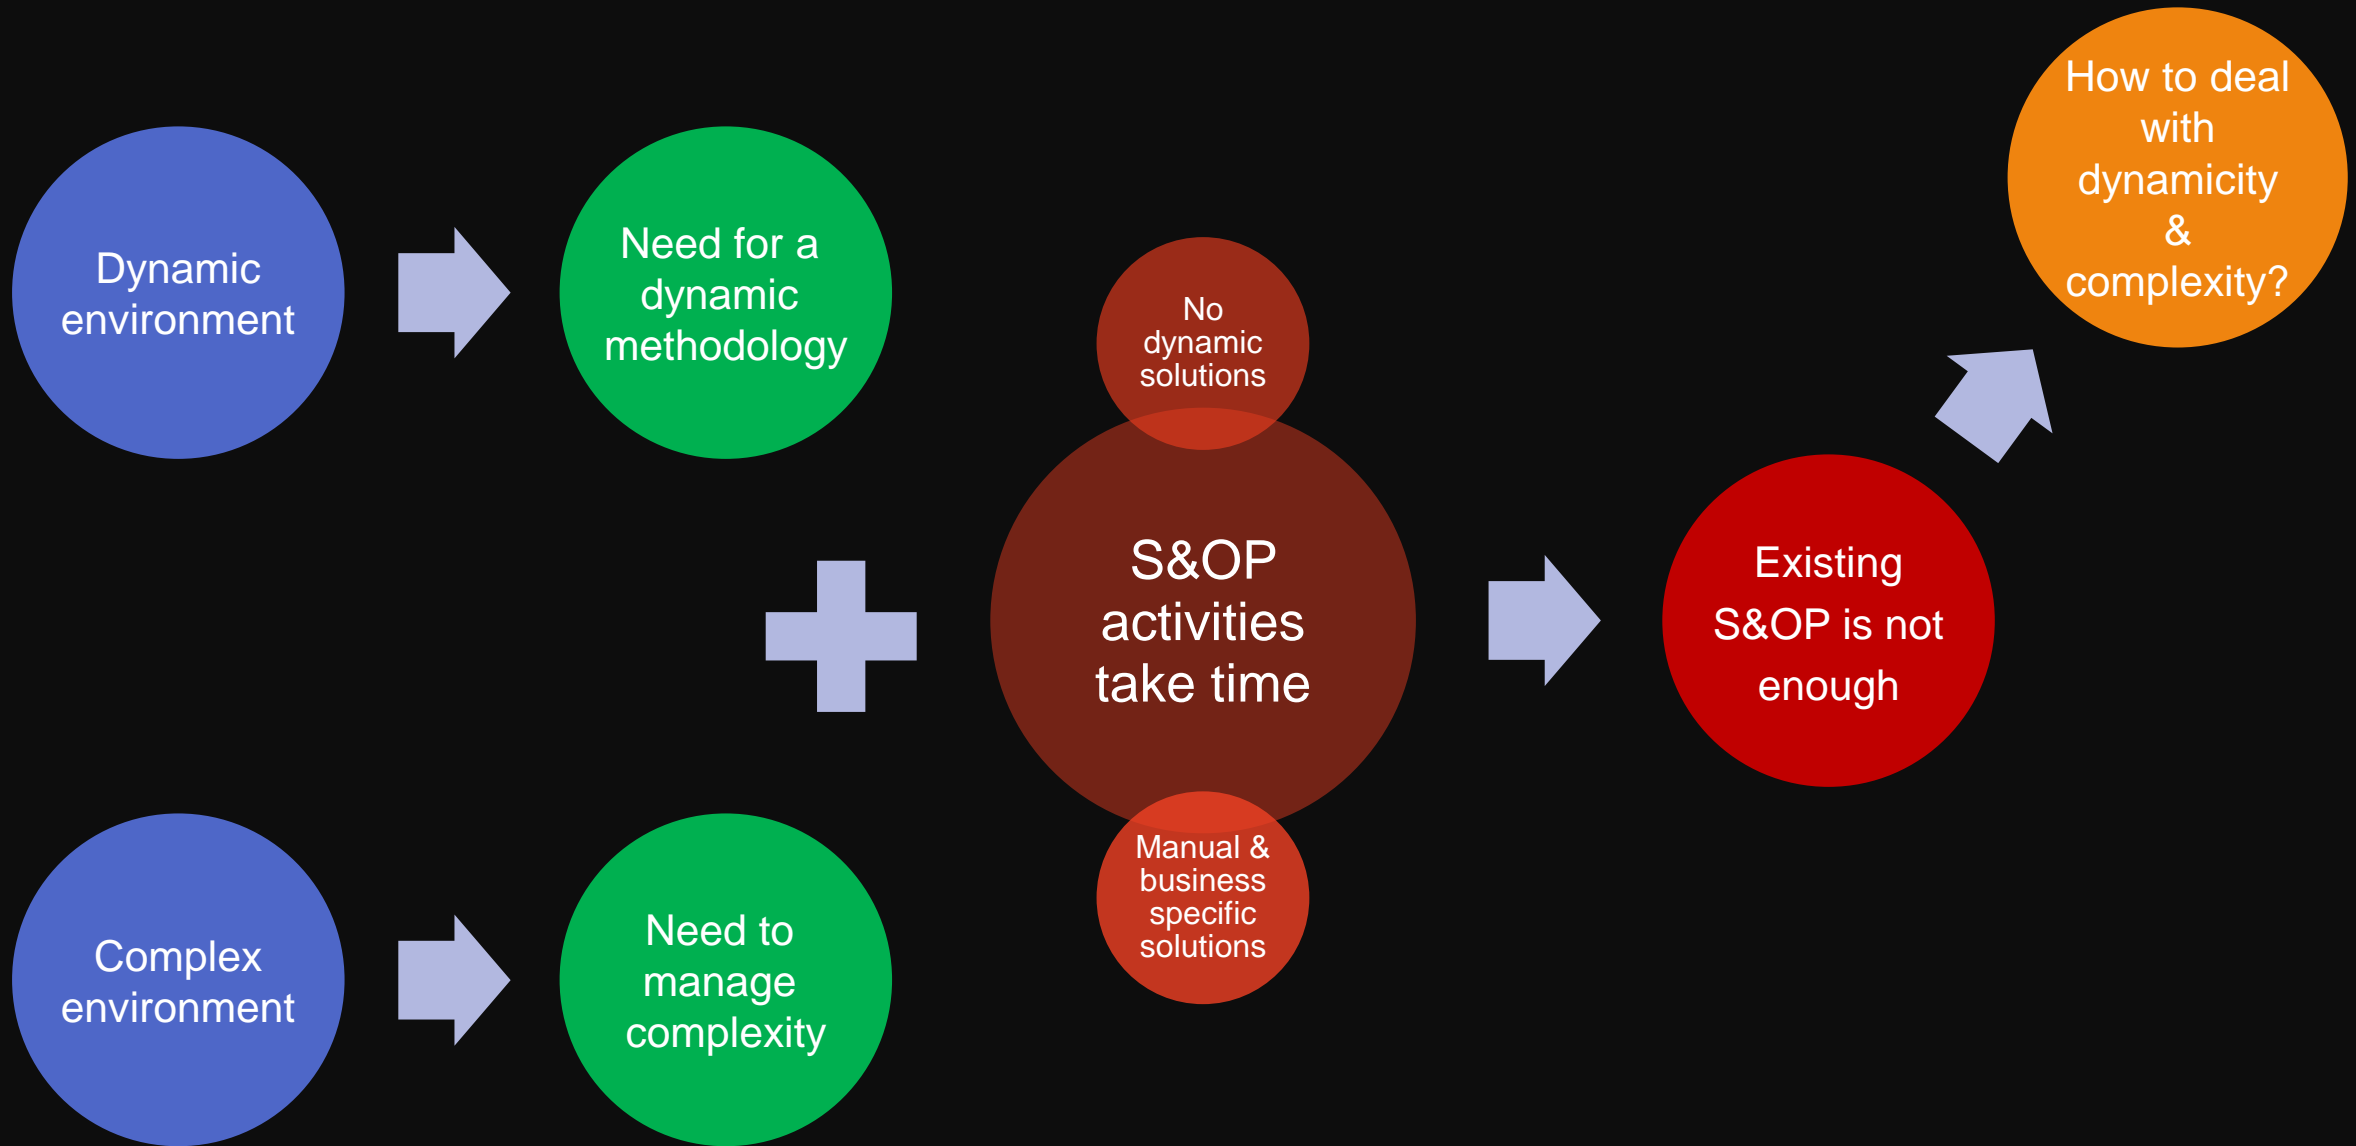 Dynamic
environment
Need for a
dynamic
methodology
Complex
environment
Need to
manage
complexity
No
dynamic
solutions
S&OP
activities
take time
Manual &
business
specific
solutions
Existing
S&OP is not
enough
How to deal
with
dynamicity
&
complexity?